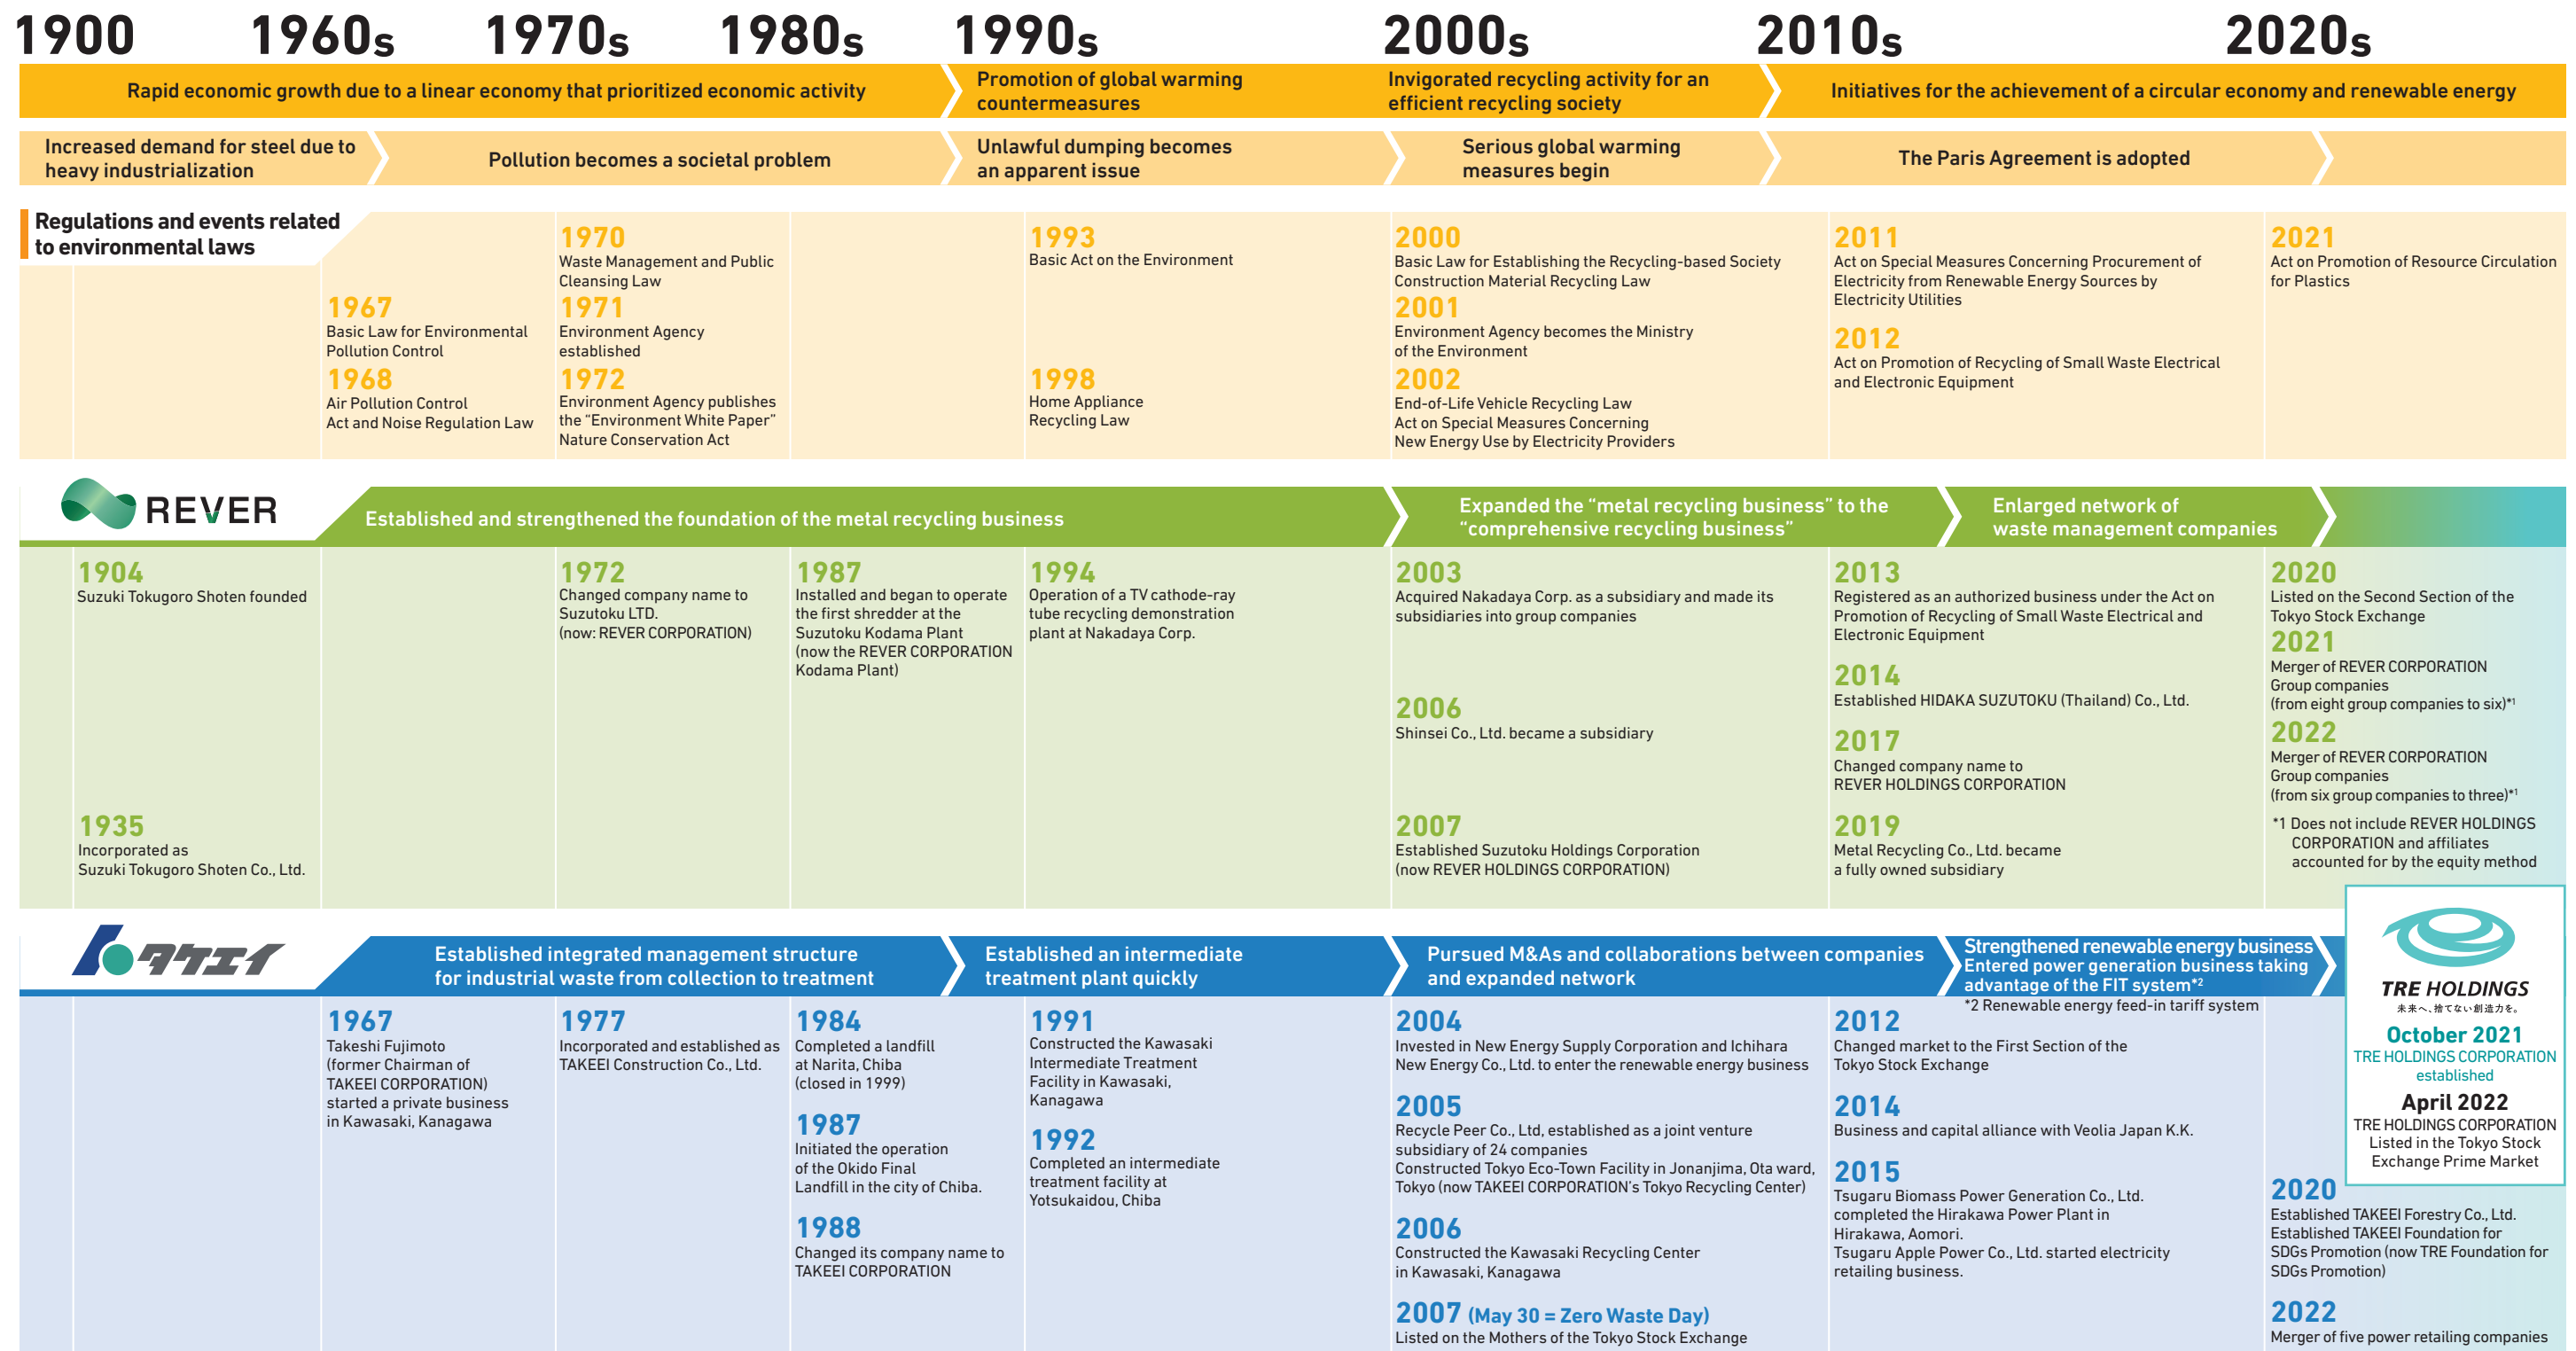 1900
1960s
1970s
1980s
1990s
2000s
2010s
2020s
Rapid economic growth due to a linear economy that prioritized economic activity
Promotion of global warming
countermeasures
Invigorated recycling activity for an
efficient recycling society
Initiatives for the achievement of a circular economy and renewable energy
Increased demand for steel due to
heavy industrialization
Pollution becomes a societal problem
Unlawful dumping becomes
an apparent issue
Serious global warming
measures begin
The Paris Agreement is adopted
Regulations and events related
to environmental laws
1967
Basic Law for Environmental
Pollution Control
1968
Air Pollution Control
Act and Noise Regulation Law
1970
Waste Management and Public
Cleansing Law
1971
Environment Agency
established
1972
Environment Agency publishes
the “Environment White Paper”
Nature Conservation Act
1993
Basic Act on the Environment
1998
Home Appliance
Recycling Law
2000
Basic Law for Establishing the Recycling-based Society
Construction Material Recycling Law
2001
Environment Agency becomes the Ministry
of the Environment
2002
End-of-Life Vehicle Recycling Law
Act on Special Measures Concerning
New Energy Use by Electricity Providers
2011
Act on Special Measures Concerning Procurement of
Electricity from Renewable Energy Sources by
Electricity Utilities
2012
Act on Promotion of Recycling of Small Waste Electrical
and Electronic Equipment
2021
Act on Promotion of Resource Circulation
for Plastics
REVER
Established and strengthened the foundation of the metal recycling business
Expanded the “metal recycling business” to the
“comprehensive recycling business”
Enlarged network of
waste management companies
1904
Suzuki Tokugoro Shoten founded
1935
Incorporated as
Suzuki Tokugoro Shoten Co., Ltd.
1972
Changed company name to
Suzutoku LTD.
(now: REVER CORPORATION)
1987
Installed and began to operate
the first shredder at the
Suzutoku Kodama Plant
(now the REVER CORPORATION
Kodama Plant)
1994
Operation of a TV cathode-ray
tube recycling demonstration
plant at Nakadaya Corp.
2003
Acquired Nakadaya Corp. as a subsidiary and made its
subsidiaries into group companies
2006
Shinsei Co., Ltd. became a subsidiary
2007
Established Suzutoku Holdings Corporation
(now REVER HOLDINGS CORPORATION)
2013
Registered as an authorized business under the Act on
Promotion of Recycling of Small Waste Electrical and
Electronic Equipment
2014
Established HIDAKA SUZUTOKU (Thailand) Co., Ltd.
2017
Changed company name to
REVER HOLDINGS CORPORATION
2019
Metal Recycling Co., Ltd. became
a fully owned subsidiary
2020
Listed on the Second Section of the
Tokyo Stock Exchange
2021
Merger of REVER CORPORATION
Group companies
(from eight group companies to six)*1
2022
Merger of REVER CORPORATION
Group companies
(from six group companies to three)*1
*1 Does not include REVER HOLDINGS
CORPORATION and affiliates
accounted for by the equity method
タケエイ
Established integrated management structure
for industrial waste from collection to treatment
Established an intermediate
treatment plant quickly
Pursued M&As and collaborations between companies
and expanded network
Strengthened renewable energy business
Entered power generation business taking
advantage of the FIT system*2
*2 Renewable energy feed-in tariff system
1967
Takeshi Fujimoto
(former Chairman of
TAKEEI CORPORATION)
started a private business
in Kawasaki, Kanagawa
1977
Incorporated and established as
TAKEEI Construction Co., Ltd.
1984
Completed a landfill
at Narita, Chiba
(closed in 1999)
1987
Initiated the operation
of the Okido Final
Landfill in the city of Chiba.
1988
Changed its company name to
TAKEEI CORPORATION
1991
Constructed the Kawasaki
Intermediate Treatment
Facility in Kawasaki,
Kanagawa
1992
Completed an intermediate
treatment facility at
Yotsukaidou, Chiba
2004
Invested in New Energy Supply Corporation and Ichihara
New Energy Co., Ltd. to enter the renewable energy business
2005
Recycle Peer Co., Ltd, established as a joint venture
subsidiary of 24 companies
Constructed Tokyo Eco-Town Facility in Jonanjima, Ota ward,
Tokyo (now TAKEEI CORPORATION’s Tokyo Recycling Center)
2006
Constructed the Kawasaki Recycling Center
in Kawasaki, Kanagawa
2007 (May 30 = Zero Waste Day)
Listed on the Mothers of the Tokyo Stock Exchange
2012
Changed market to the First Section of the
Tokyo Stock Exchange
2014
Business and capital alliance with Veolia Japan K.K.
2015
Tsugaru Biomass Power Generation Co., Ltd.
completed the Hirakawa Power Plant in
Hirakawa, Aomori.
Tsugaru Apple Power Co., Ltd. started electricity
retailing business.
TRE HOLDINGS
未来へ、捨てない創造力を。
October 2021
TRE HOLDINGS CORPORATION
established
April 2022
TRE HOLDINGS CORPORATION
Listed in the Tokyo Stock
Exchange Prime Market
2020
Established TAKEEI Forestry Co., Ltd.
Established TAKEEI Foundation for
SDGs Promotion (now TRE Foundation for
SDGs Promotion)
2022
Merger of five power retailing companies